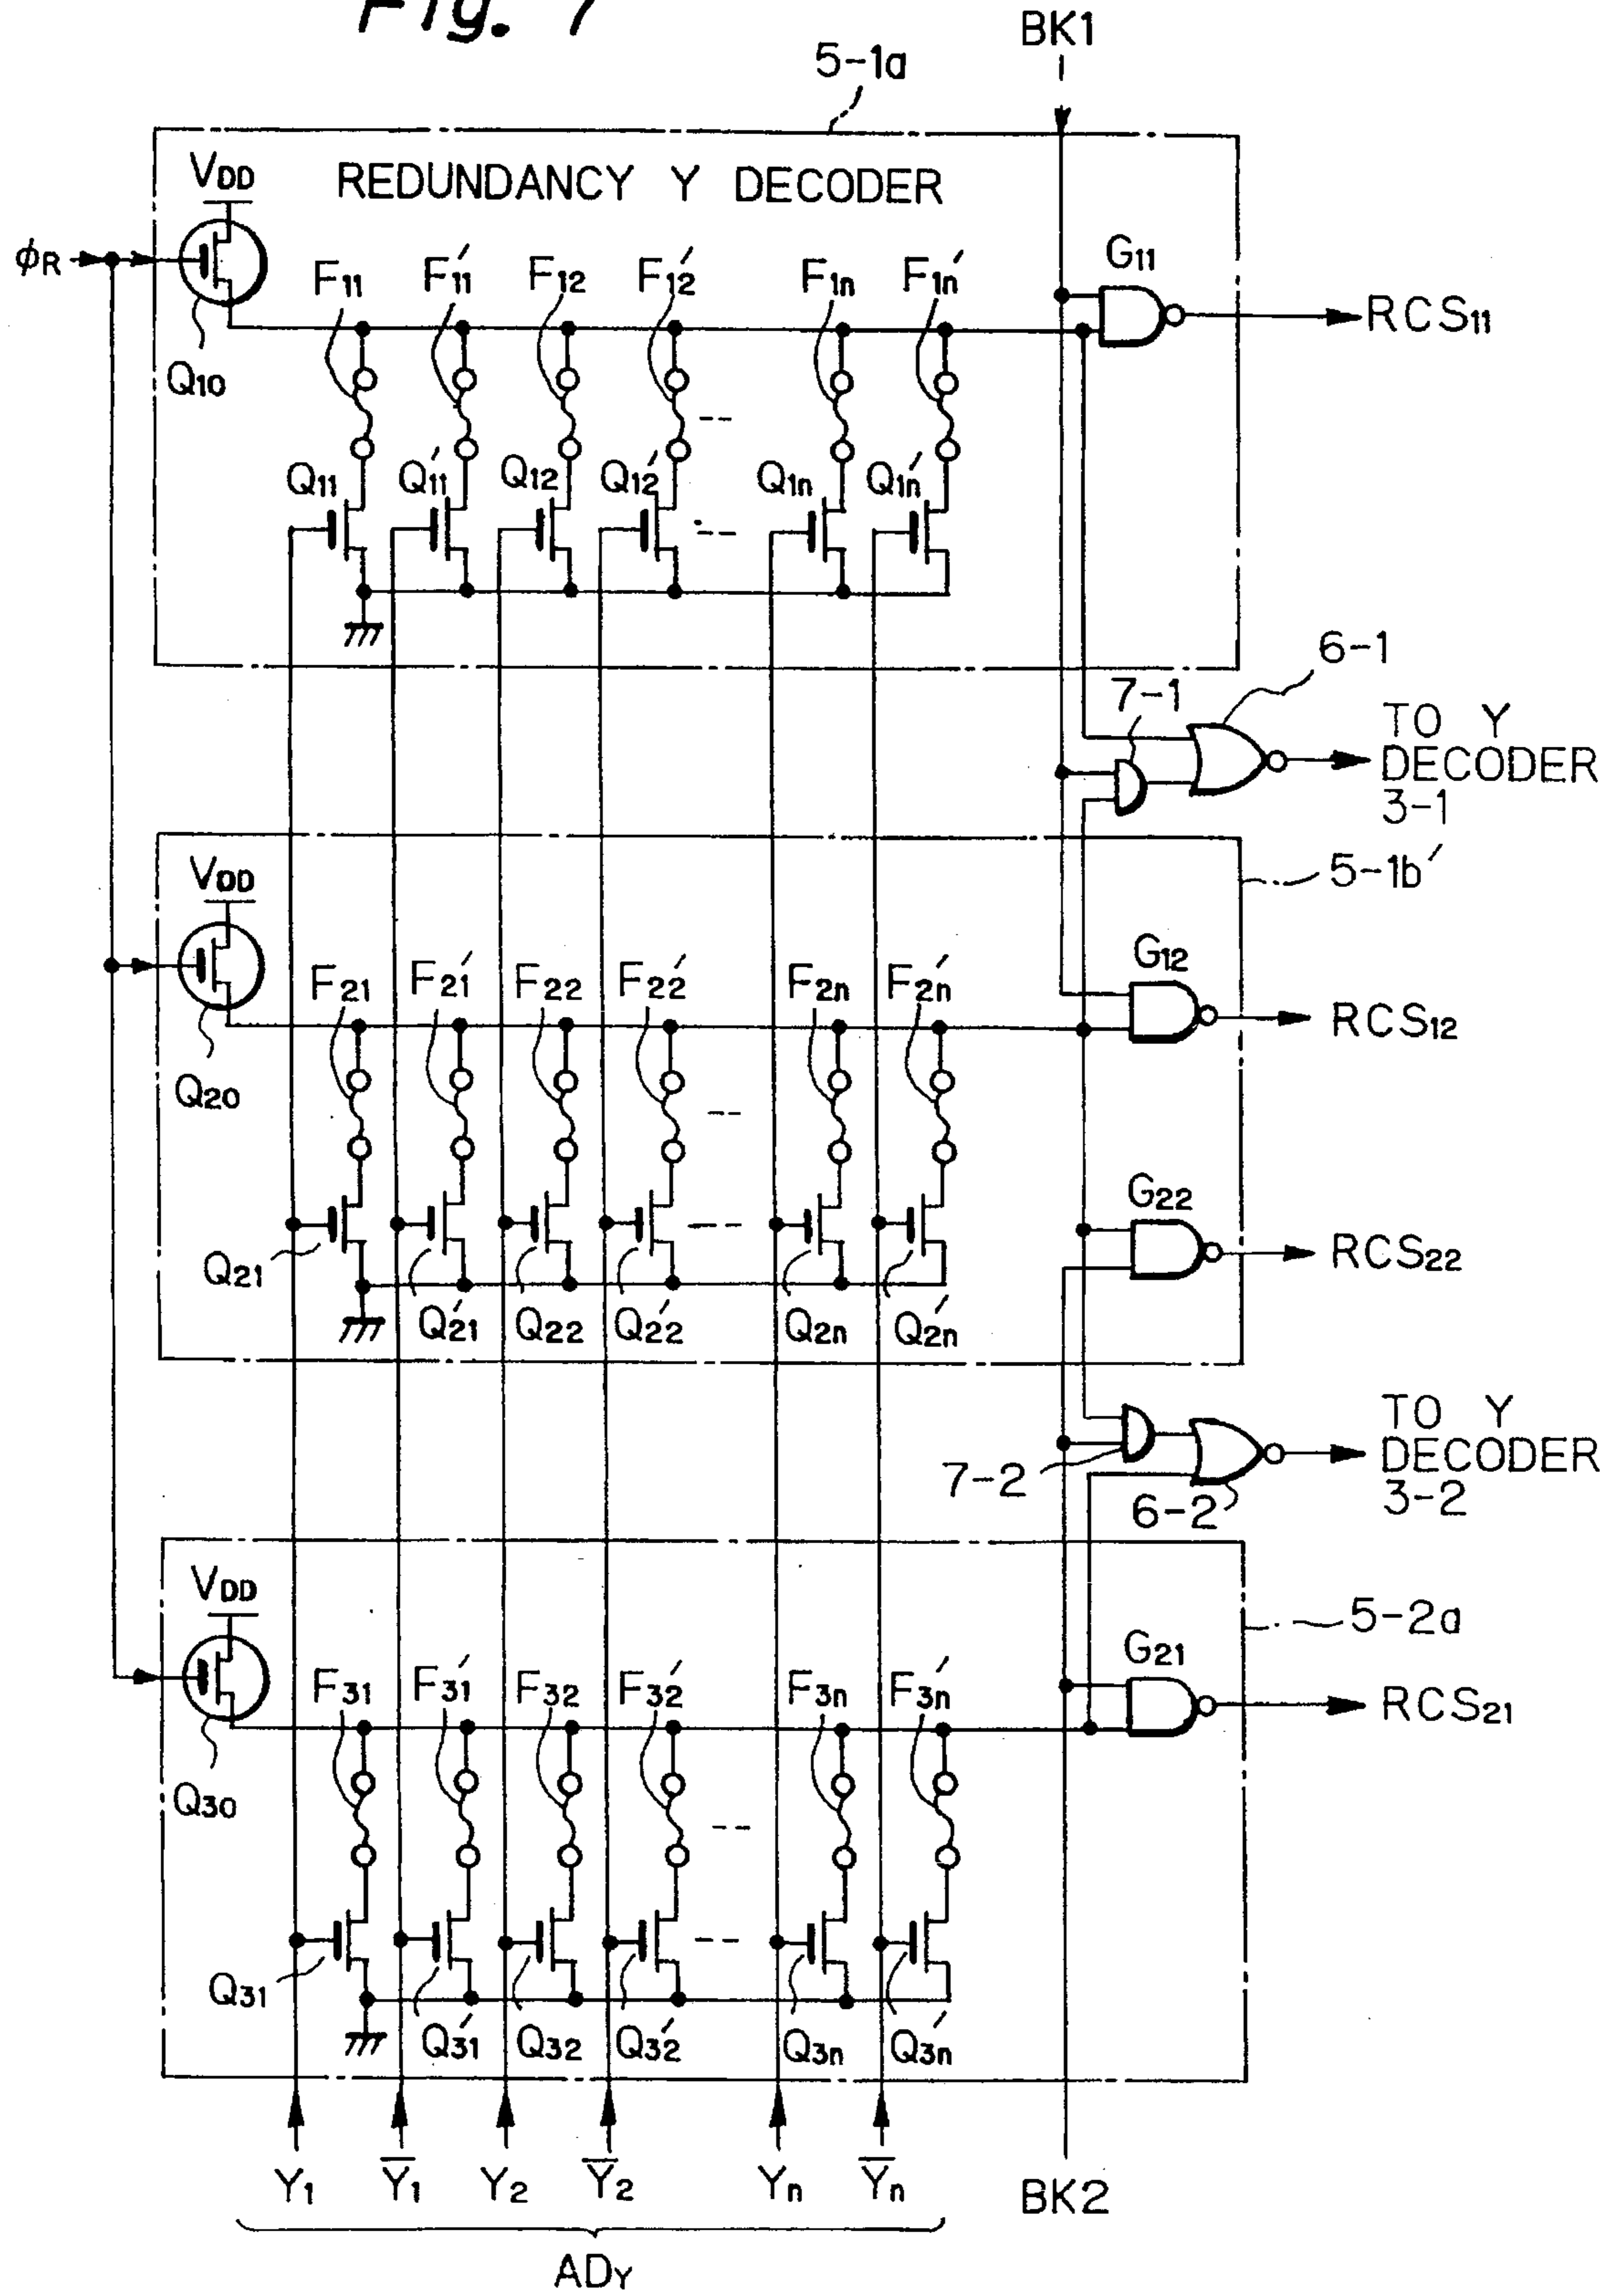 Fig. 7
BK1
5-1a
VDD
REDUNDANCY Y DECODER
ϕR
F11 F11′ F12 F12′ F1n F1n′
G11
RCS11
Q10
Q11 Q11′ Q12 Q12′ Q1n Q1n′
6-1
7-1
TO Y
DECODER
3-1
5-1b′
VDD
F21 F21′ F22 F22′ F2n F2n′
G12
RCS12
Q20
G22
RCS22
Q21 Q21′ Q22 Q22′ Q2n Q2n′
TO Y
DECODER
3-2
7-2
6-2
VDD
5-2a
F31 F31′ F32 F32′ F3n F3n′
G21
RCS21
Q30
Q31 Q31′ Q32 Q32′ Q3n Q3n′
Y1 Y̅1 Y2 Y̅2 Yn Y̅n
BK2
ADY